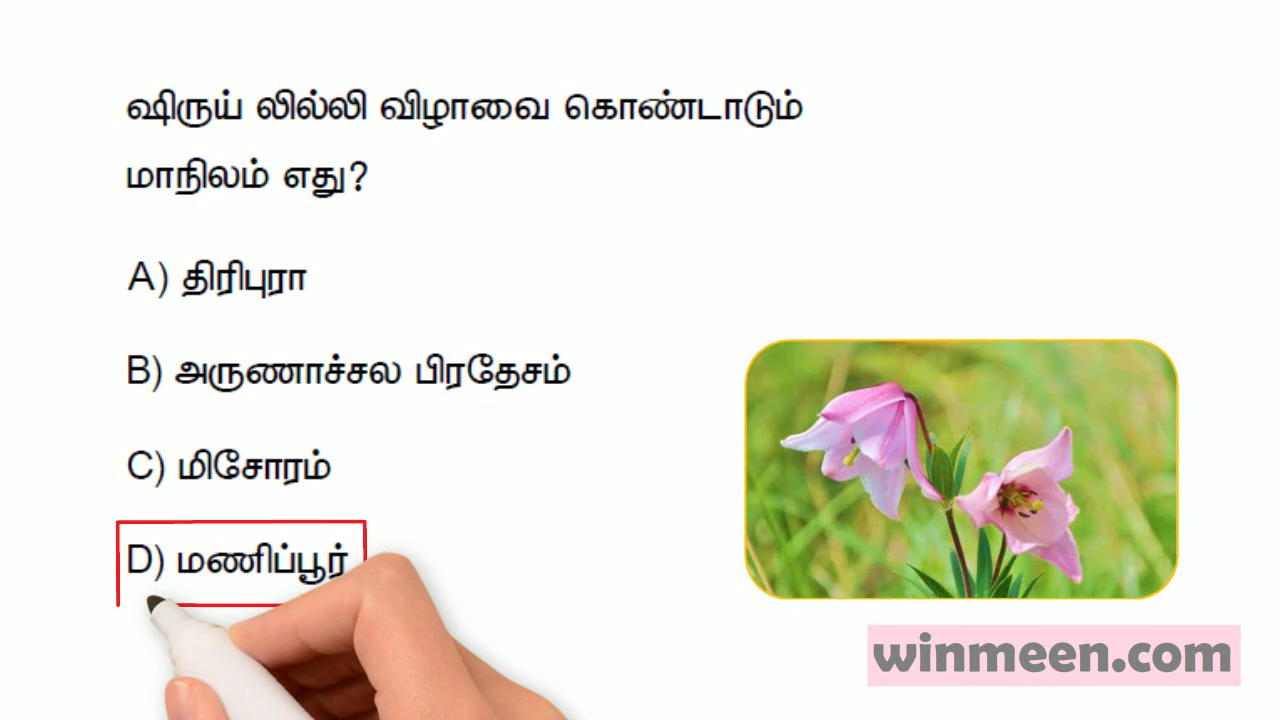 ஷிருய் லில்லி விழாவை கொண்டாடும்
மாநிலம் எது?
A) திரிபுரா
B) அருணாச்சல பிரதேசம்
C) மிசோரம்
D) மணிப்பூர்
winmeen.com